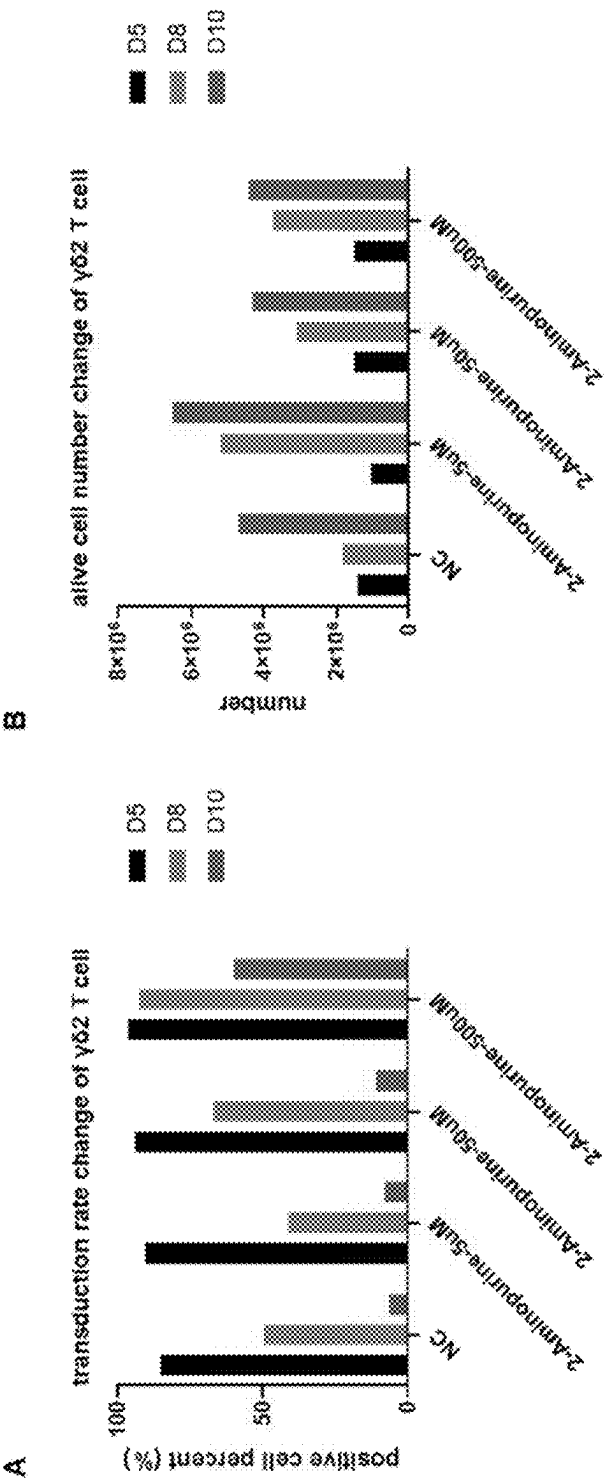 A
transduction rate change of γδ2 T cell
positive cell percent (%)
100
50
0
NC
2-Aminopurine-5uM
2-Aminopurine-50uM
2-Aminopurine-500uM
D5
D8
D10
B
alive cell number change of γδ2 T cell
number
8×10⁶
6×10⁶
4×10⁶
2×10⁶
0
NC
2-Aminopurine-5uM
2-Aminopurine-50uM
2-Aminopurine-500uM
D5
D8
D10